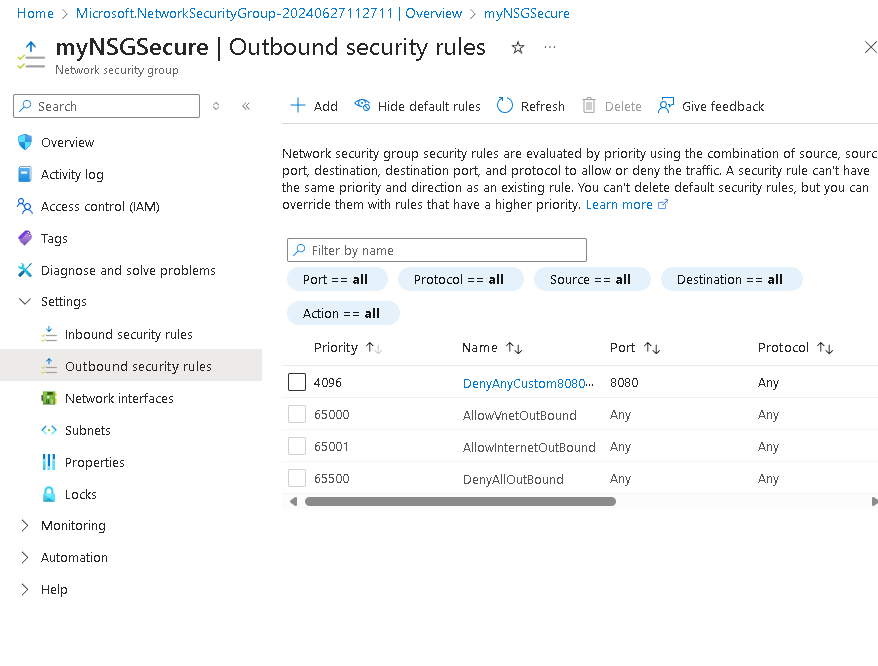 Home > Microsoft.NetworkSecurityGroup-20240627112711 | Overview > myNSGSecure
myNSGSecure | Outbound security rules
Network security group
Search
Overview
Activity log
Access control (IAM)
Tags
Diagnose and solve problems
Settings
Inbound security rules
Outbound security rules
Network interfaces
Subnets
Properties
Locks
Monitoring
Automation
Help
Add Hide default rules Refresh Delete Give feedback
Network security group security rules are evaluated by priority using the combination of source, sourc
port, destination, destination port, and protocol to allow or deny the traffic. A security rule can't have
the same priority and direction as an existing rule. You can't delete default security rules, but you can
override them with rules that have a higher priority. Learn more
Filter by name
Port == all Protocol == all Source == all Destination == all
Action == all
Priority Name Port Protocol
4096 DenyAnyCustom8080... 8080 Any
65000 AllowVnetOutBound Any Any
65001 AllowInternetOutBound Any Any
65500 DenyAllOutBound Any Any